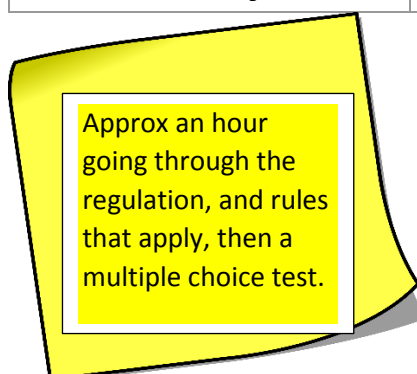 Approx an hour
going through the
regulation, and rules
that apply, then a
multiple choice test.